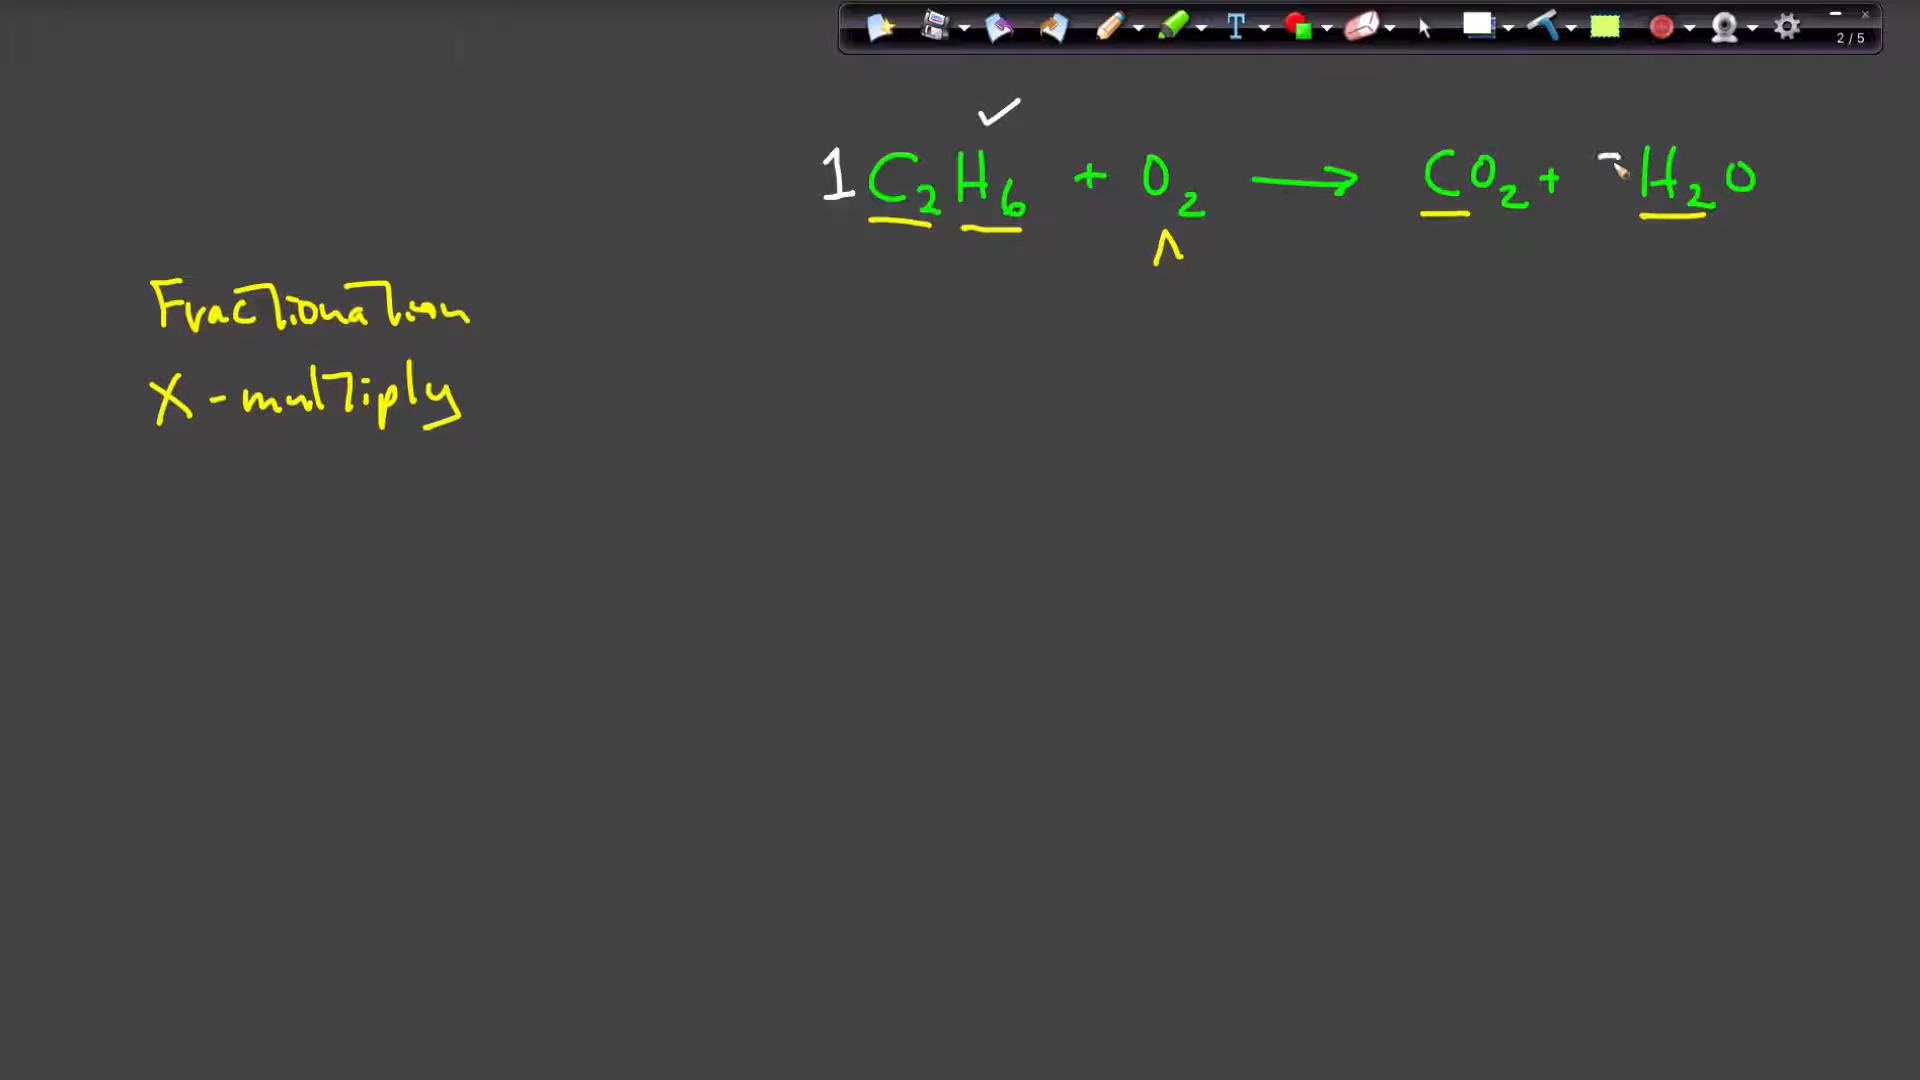 2 / 5
1 C₂H₆ + O₂ → CO₂ + H₂O
Fractionation
X - multiply